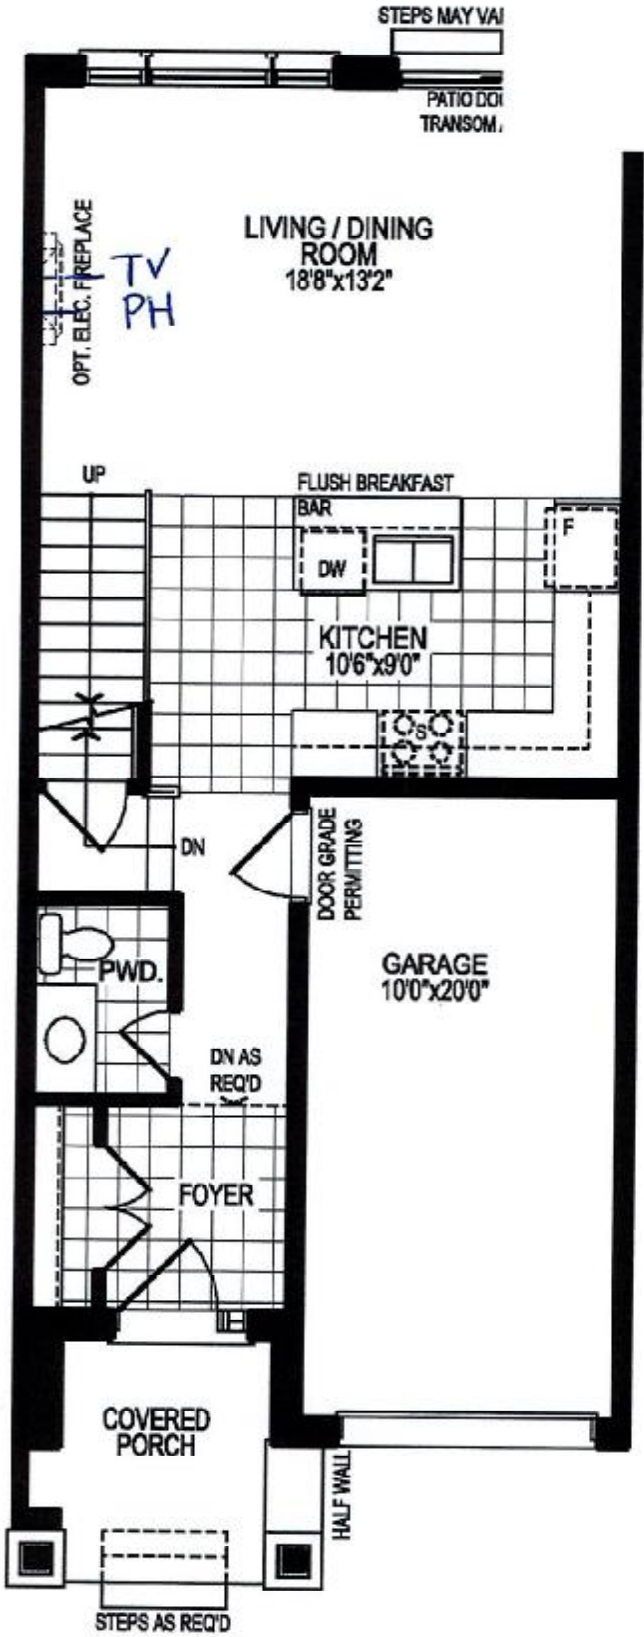 STEPS MAY VA
PATIO DO
TRANSOM
LIVING / DINING
ROOM
18'8"x13'2"
OPT. ELEC. FIREPLACE
TV
PH
UP
FLUSH BREAKFAST
BAR
DW
F
KITCHEN
10'6"x9'0"
S
DN
DOOR GRADE
PERMITTING
PWD.
GARAGE
10'0"x20'0"
DN AS
REQ'D
FOYER
COVERED
PORCH
HALF WALL
STEPS AS REQ'D